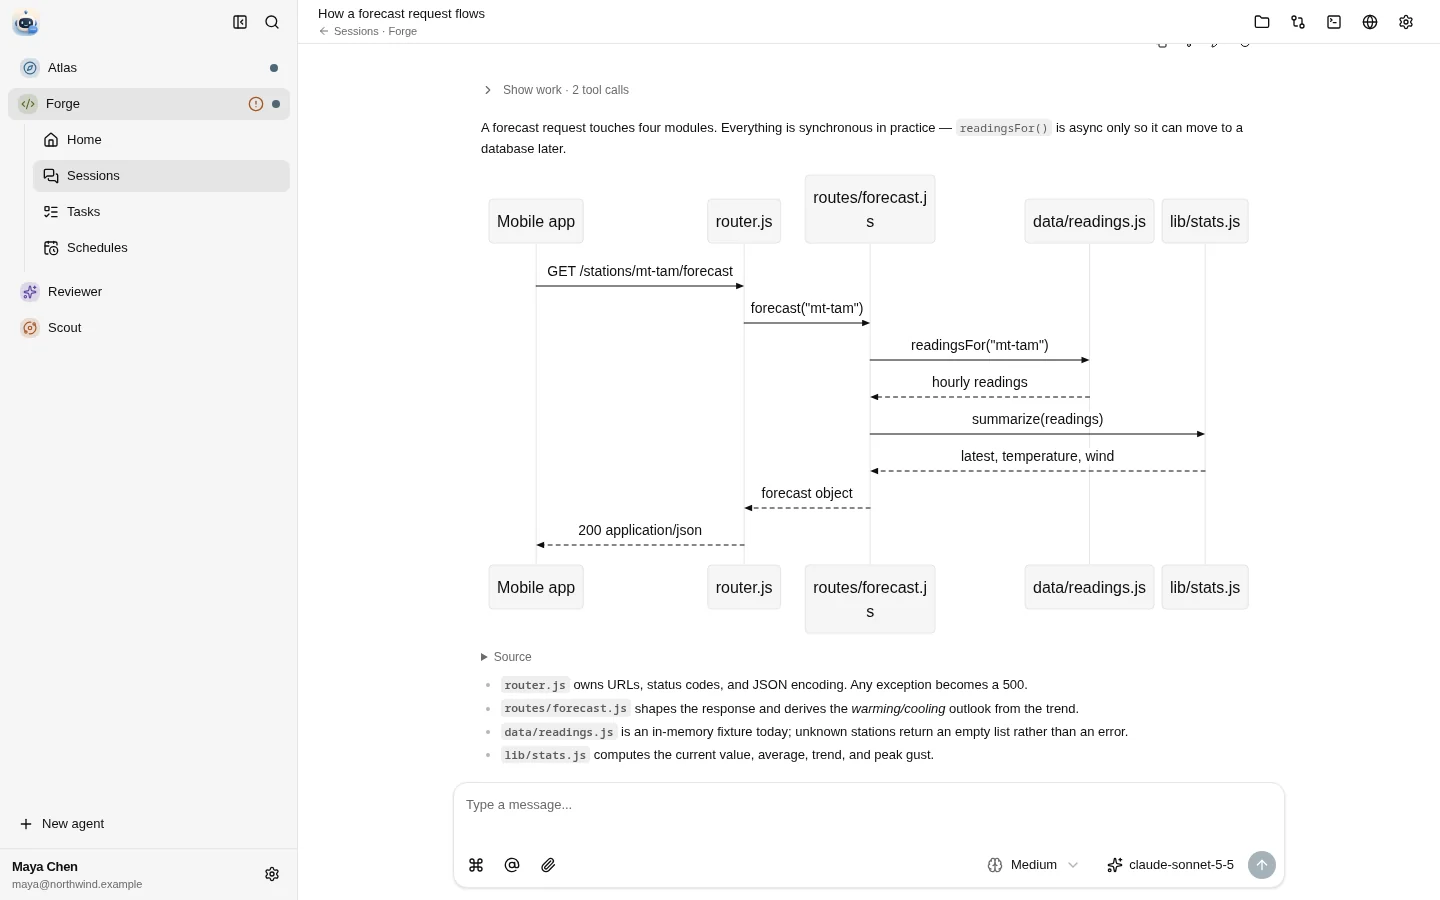 How a forecast request flows
Sessions · Forge
Atlas
Forge
Home
Sessions
Tasks
Schedules
Reviewer
Scout
New agent
Maya Chen
maya@northwind.example
Show work · 2 tool calls
A forecast request touches four modules. Everything is synchronous in practice — readingsFor() is async only so it can move to a
database later.
Mobile app
router.js
routes/forecast.j
s
data/readings.js
lib/stats.js
GET /stations/mt-tam/forecast
forecast("mt-tam")
readingsFor("mt-tam")
hourly readings
summarize(readings)
latest, temperature, wind
forecast object
200 application/json
Mobile app
router.js
routes/forecast.j
s
data/readings.js
lib/stats.js
Source
router.js owns URLs, status codes, and JSON encoding. Any exception becomes a 500.
routes/forecast.js shapes the response and derives the warming/cooling outlook from the trend.
data/readings.js is an in-memory fixture today; unknown stations return an empty list rather than an error.
lib/stats.js computes the current value, average, trend, and peak gust.
Type a message...
Medium
claude-sonnet-5-5